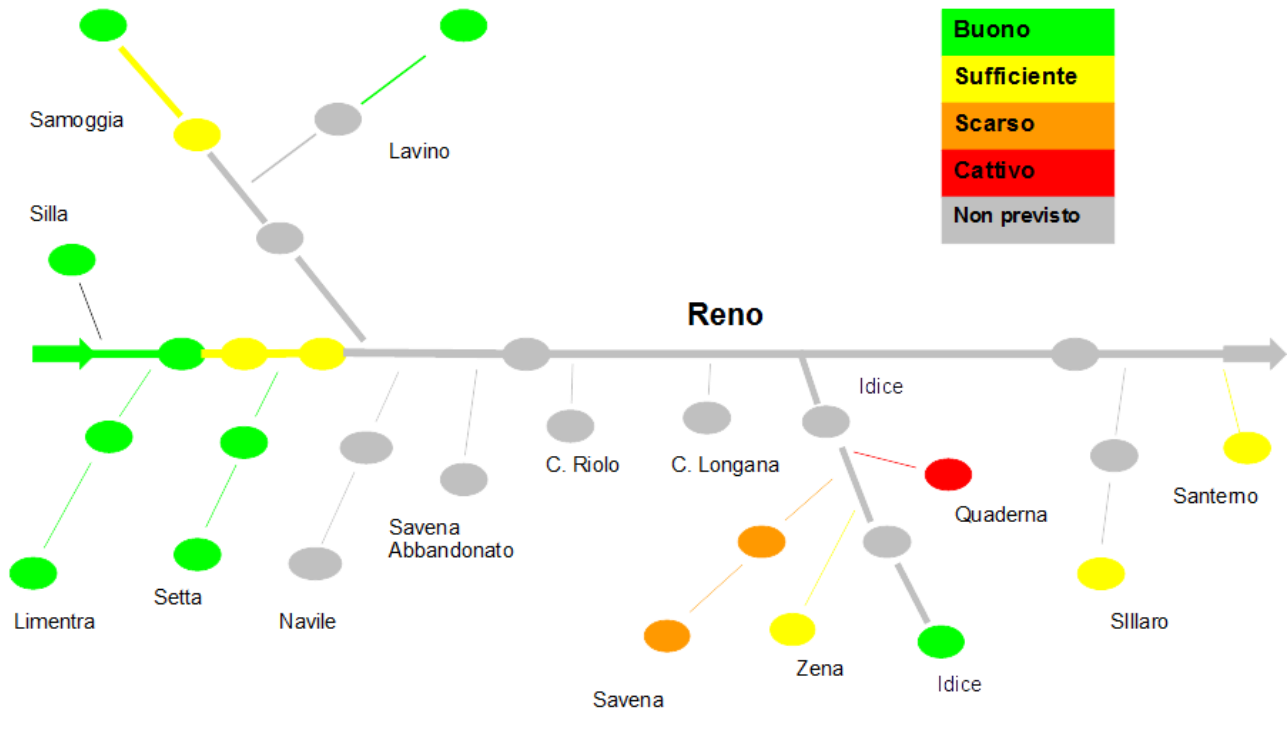 Buono
Sufficiente
Scarso
Cattivo
Non previsto
Samoggia
Lavino
Silla
Reno
Idice
C. Riolo
C. Longana
Quaderna
Santerno
Savena
Abbandonato
Setta
Limentra
Navile
SIllaro
Zena
Idice
Savena